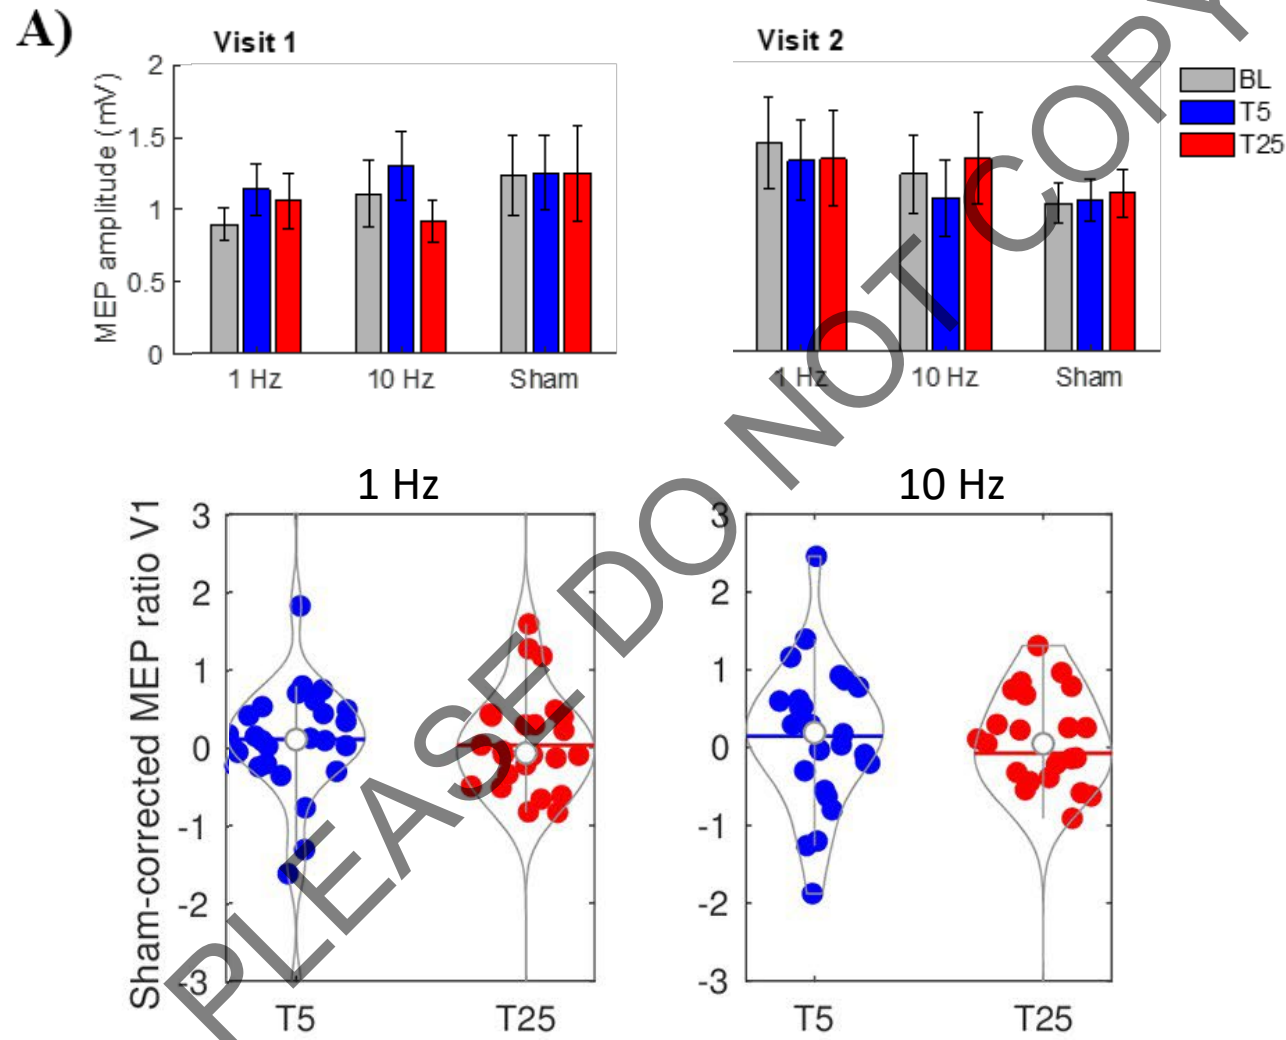 A)
Visit 1
Visit 2
MEP amplitude (mV)
2
1.5
1
0.5
0
1 Hz
10 Hz
Sham
1 Hz
10 Hz
Sham
BL
T5
T25
1 Hz
10 Hz
Sham-corrected MEP ratio V1
3
2
1
0
-1
-2
-3
T5
T25
3
2
1
0
-1
-2
-3
T5
T25
PLEASE DO NOT COPY